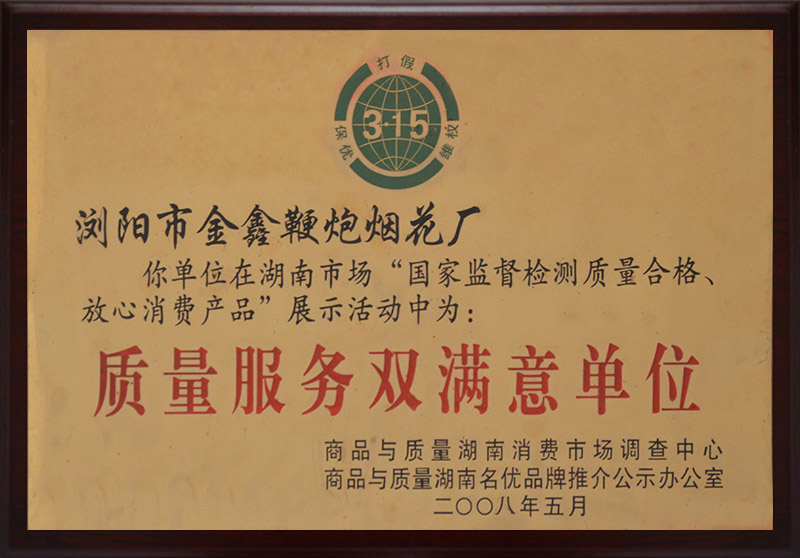 打假
3·15
保优
维权
浏阳市金鑫鞭炮烟花厂
你单位在湖南市场“国家监督检测质量合格、
放心消费产品”展示活动中为：
质量服务双满意单位
商品与质量湖南消费市场调查中心
商品与质量湖南名优品牌推介公示办公室
二〇〇八年五月